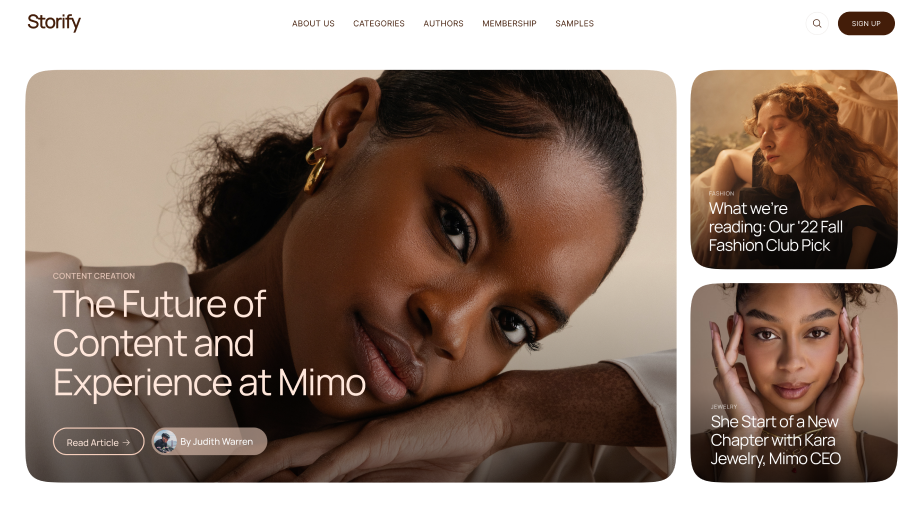 Storify
ABOUT US
CATEGORIES
AUTHORS
MEMBERSHIP
SAMPLES
SIGN UP
CONTENT CREATION
The Future of
Content and
Experience at Mimo
Read Article →
By Judith Warren
FASHION
What we're
reading: Our '22 Fall
Fashion Club Pick
JEWELRY
She Start of a New
Chapter with Kara
Jewelry, Mimo CEO